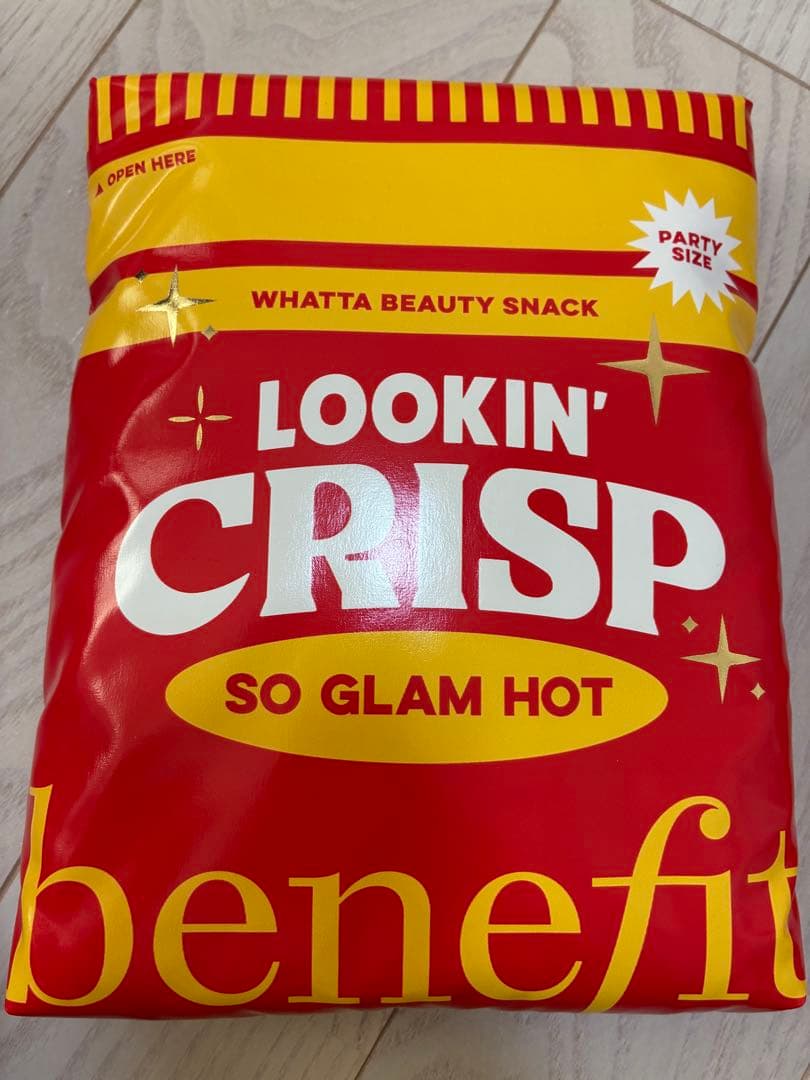 ▲ OPEN HERE
PARTY
SIZE
WHATTA BEAUTY SNACK
LOOKIN'
CRISP
SO GLAM HOT
benefit